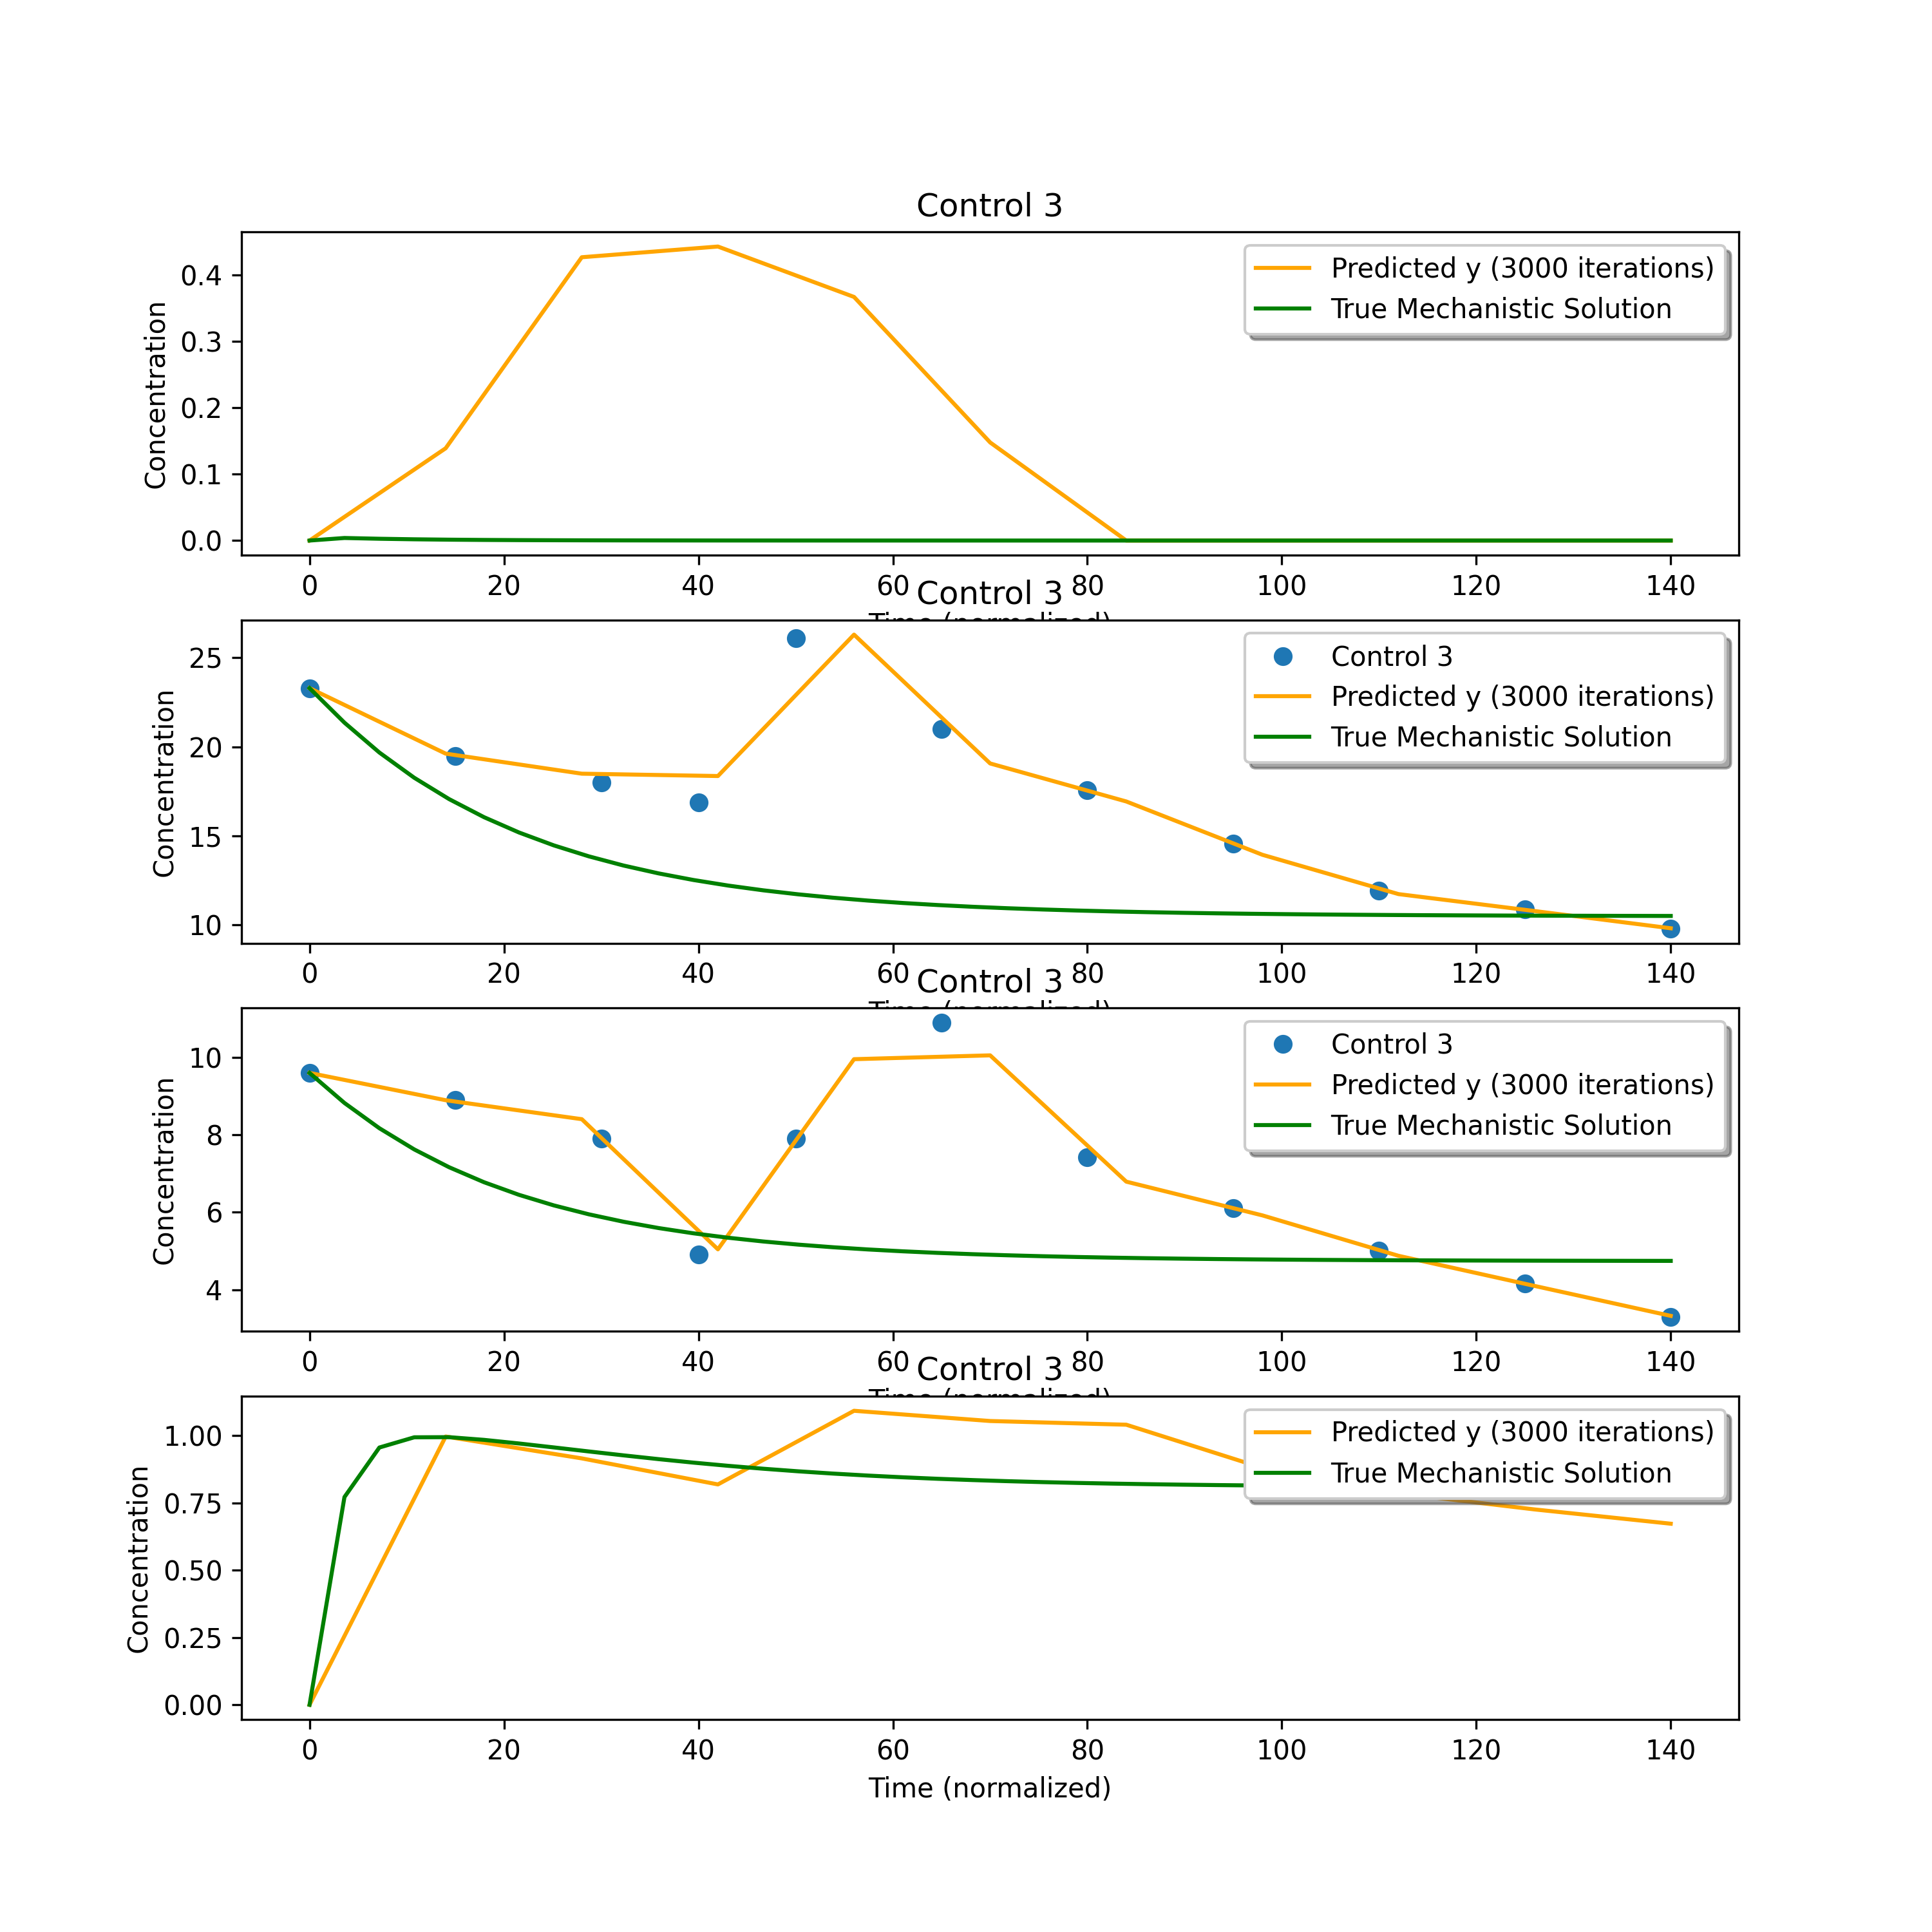 Control 3
Predicted y (3000 iterations)
True Mechanistic Solution
Concentration
0.4
0.3
0.2
0.1
0.0
0 20 40 60 80 100 120 140
Control 3
Control 3
Predicted y (3000 iterations)
True Mechanistic Solution
Concentration
25
20
15
10
0 20 40 60 80 100 120 140
Control 3
Control 3
Predicted y (3000 iterations)
True Mechanistic Solution
Concentration
10
8
6
4
0 20 40 60 80 100 120 140
Control 3
Predicted y (3000 iterations)
True Mechanistic Solution
Concentration
1.00
0.75
0.50
0.25
0.00
0 20 40 60 80 100 120 140
Time (normalized)